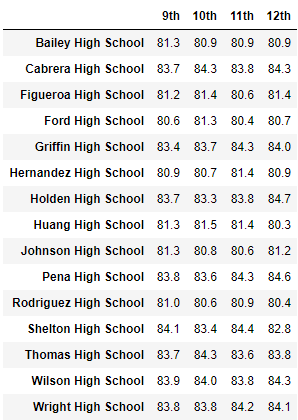 9th 10th 11th 12th
Bailey High School 81.3 80.9 80.9 80.9
Cabrera High School 83.7 84.3 83.8 84.3
Figueroa High School 81.2 81.4 80.6 81.4
Ford High School 80.6 81.3 80.4 80.7
Griffin High School 83.4 83.7 84.3 84.0
Hernandez High School 80.9 80.7 81.4 80.9
Holden High School 83.7 83.3 83.8 84.7
Huang High School 81.3 81.5 81.4 80.3
Johnson High School 81.3 80.8 80.6 81.2
Pena High School 83.8 83.6 84.3 84.6
Rodriguez High School 81.0 80.6 80.9 80.4
Shelton High School 84.1 83.4 84.4 82.8
Thomas High School 83.7 84.3 83.6 83.8
Wilson High School 83.9 84.0 83.8 84.3
Wright High School 83.8 83.8 84.2 84.1